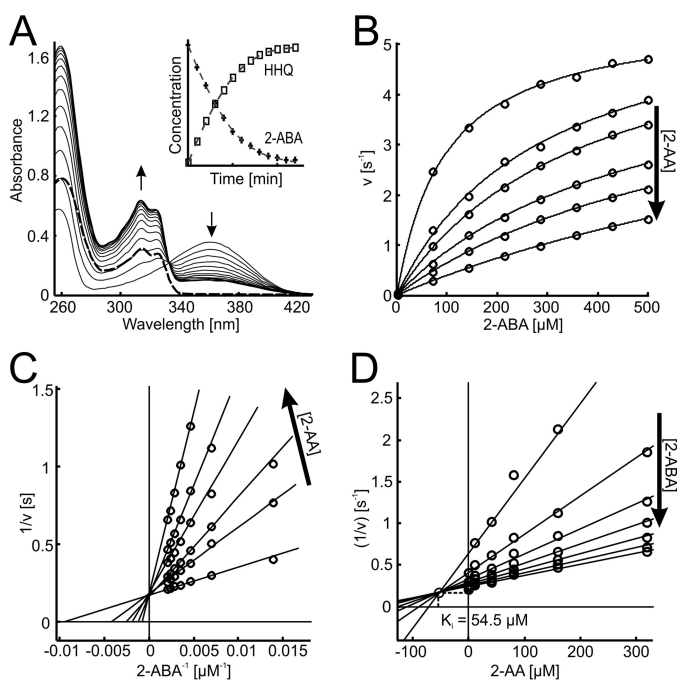 A
1.6
1.2
0.8
0.4
0
Absorbance
260
300
340
380
420
Wavelength [nm]
Concentration
HHQ
2-ABA
Time [min]
B
5
4
3
2
1
0
v [s⁻¹]
0
100
200
300
400
500
2-ABA [µM]
[2-AA]
C
1.5
1
0.5
0
1/v [s]
-0.01
-0.005
0
0.005
0.01
0.015
2-ABA⁻¹ [µM⁻¹]
[2-AA]
D
2.5
2
1.5
1
0.5
0
(1/v) [s⁻¹]
-100
0
100
200
300
2-AA [µM]
[2-ABA]
Kᵢ = 54.5 µM